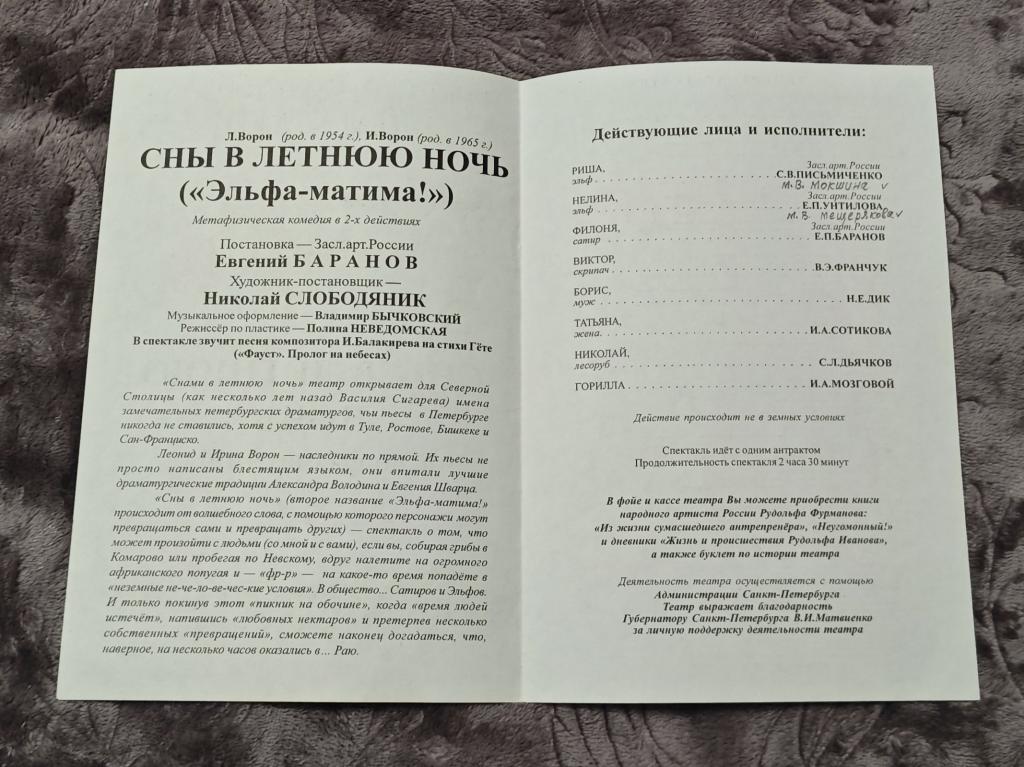 Л.Ворон (род. в 1954 г.), И.Ворон (род. в 1965 г.)
СНЫ В ЛЕТНЮЮ НОЧЬ
(«Эльфа-матима!»)
Метафизическая комедия в 2-х действиях
Постановка — Засл.арт.России
Евгений БАРАНОВ
Художник-постановщик —
Николай СЛОБОДЯНИК
Музыкальное оформление — Владимир БЫЧКОВСКИЙ
Режиссёр по пластике — Полина НЕВЕДОМСКАЯ
В спектакле звучит песня композитора И.Балакирева на стихи Гёте
(«Фауст». Пролог на небесах)
«Снами в летнюю ночь» театр открывает для Северной
Столицы (как несколько лет назад Василия Сигарева) имена
замечательных петербургских драматургов, чьи пьесы в Петербурге
никогда не ставились, хотя с успехом идут в Туле, Ростове, Бишкеке и
Сан-Франциско.
Леонид и Ирина Ворон — наследники по прямой. Их пьесы не
просто написаны блестящим языком, они впитали лучшие
драматургические традиции Александра Володина и Евгения Шварца.
«Сны в летнюю ночь» (второе название «Эльфа-матима!»
происходит от волшебного слова, с помощью которого персонажи могут
превращаться сами и превращать других) — спектакль о том, что
может произойти с людьми (со мной и с вами), если вы, собирая грибы в
Комарово или пробегая по Невскому, вдруг налетите на огромного
африканского попугая и — «фр-р» — на какое-то время попадёте в
«неземные не-че-ло-ве-чес-кие условия». В общество... Сатиров и Эльфов.
И только покинув этот «пикник на обочине», когда «время людей
истечёт», напившись «любовных нектаров» и претерпев несколько
собственных «превращений», сможете наконец догадаться, что,
наверное, на несколько часов оказались в... Раю.
Действующие лица и исполнители:
РИША, Засл.арт.России
эльф . . . . . . . . . . . . . . . . . . . . . . . . С.В.ПИСЬМИЧЕНКО
М.В. Мокшина v
НЕЛИНА, Засл.арт.России
эльф . . . . . . . . . . . . . . . . . . . . . . . . Е.П.УНТИЛОВА
М.В. Мещерякова v
ФИЛОНЯ, Засл.арт.России
сатир . . . . . . . . . . . . . . . . . . . . . . . . Е.П.БАРАНОВ
ВИКТОР,
скрипач . . . . . . . . . . . . . . . . . . . . . . . . В.Э.ФРАНЧУК
БОРИС,
муж . . . . . . . . . . . . . . . . . . . . . . . . Н.Е.ДИК
ТАТЬЯНА,
жена . . . . . . . . . . . . . . . . . . . . . . . . И.А.СОТИКОВА
НИКОЛАЙ,
лесоруб . . . . . . . . . . . . . . . . . . . . . . . . С.Л.ДЬЯЧКОВ
ГОРИЛЛА . . . . . . . . . . . . . . . . . . . . . . . . И.А.МОЗГОВОЙ
Действие происходит не в земных условиях
Спектакль идёт с одним антрактом
Продолжительность спектакля 2 часа 30 минут
В фойе и кассе театра Вы можете приобрести книги
народного артиста России Рудольфа Фурманова:
«Из жизни сумасшедшего антрепренёра», «Неугомонный!»
и дневники «Жизнь и происшествия Рудольфа Иванова»,
а также буклет по истории театра
Деятельность театра осуществляется с помощью
Администрации Санкт-Петербурга
Театр выражает благодарность
Губернатору Санкт-Петербурга В.И.Матвиенко
за личную поддержку деятельности театра